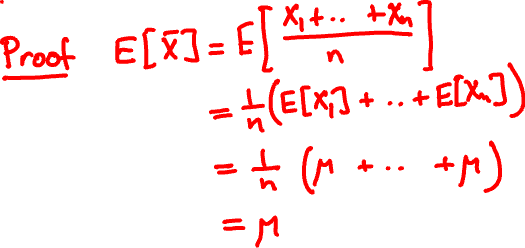 Proof E[X̄] = E[(X₁ + .. + Xₙ)/n]
= 1/n (E[X₁] + .. + E[Xₙ])
= 1/n (μ + .. + μ)
= μ